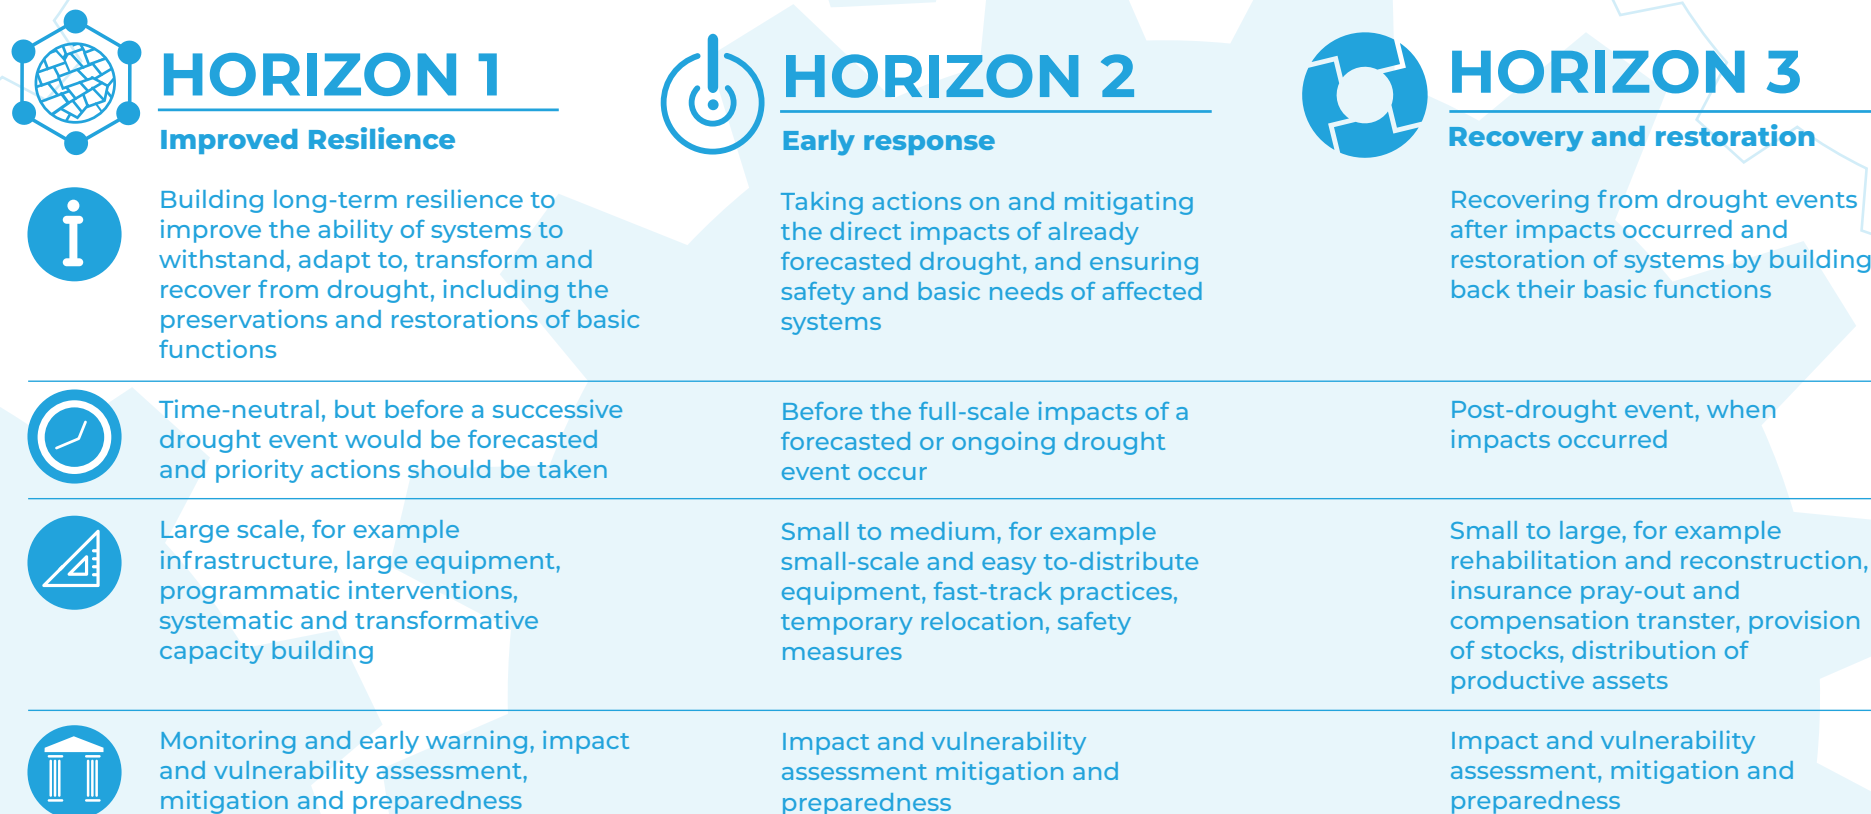 HORIZON 1
Improved Resilience
HORIZON 2
Early response
HORIZON 3
Recovery and restoration
Building long-term resilience to
improve the ability of systems to
withstand, adapt to, transform and
recover from drought, including the
preservations and restorations of basic
functions
Taking actions on and mitigating
the direct impacts of already
forecasted drought, and ensuring
safety and basic needs of affected
systems
Recovering from drought events
after impacts occurred and
restoration of systems by building
back their basic functions
Time-neutral, but before a successive
drought event would be forecasted
and priority actions should be taken
Before the full-scale impacts of a
forecasted or ongoing drought
event occur
Post-drought event, when
impacts occurred
Large scale, for example
infrastructure, large equipment,
programmatic interventions,
systematic and transformative
capacity building
Small to medium, for example
small-scale and easy to-distribute
equipment, fast-track practices,
temporary relocation, safety
measures
Small to large, for example
rehabilitation and reconstruction,
insurance pray-out and
compensation transter, provision
of stocks, distribution of
productive assets
Monitoring and early warning, impact
and vulnerability assessment,
mitigation and preparedness
Impact and vulnerability
assessment mitigation and
preparedness
Impact and vulnerability
assessment, mitigation and
preparedness